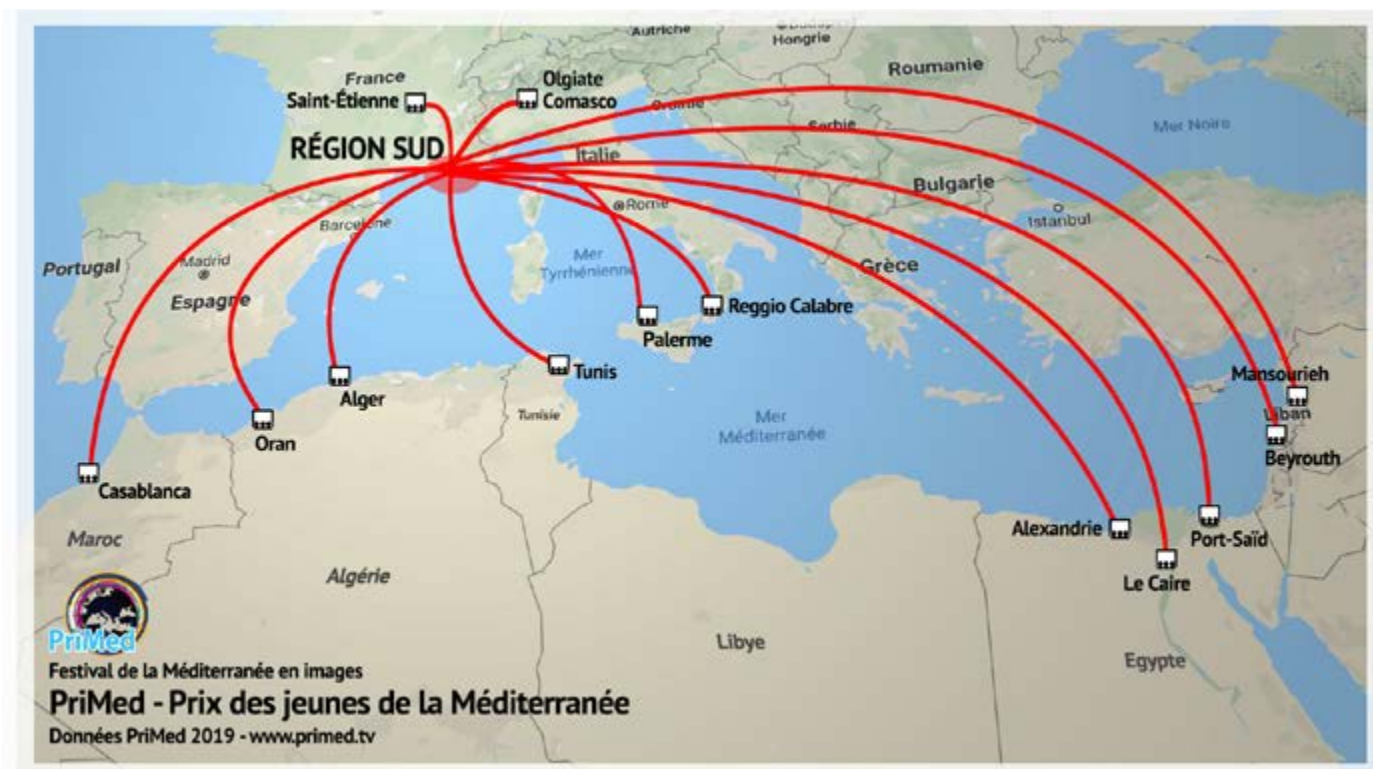 Autriche
Hongrie
France
Saint-Étienne
Olgiate
Comasco
Roumanie
RÉGION SUD
Serbie
Mer Noire
Italie
Bulgarie
Rome
Istanbul
Barcelone
Portugal
Madrid
Espagne
Mer
Tyrrhénienne
Grèce
Reggio Calabre
Palerme
Tunis
Alger
Tunisie
Oran
Mer
Méditerranée
Mansourieh
Liban
Beyrouth
Casablanca
Maroc
Algérie
Alexandrie
Port-Saïd
Le Caire
Libye
Egypte
PriMed
Festival de la Méditerranée en images
PriMed - Prix des jeunes de la Méditerranée
Données PriMed 2019 - www.primed.tv